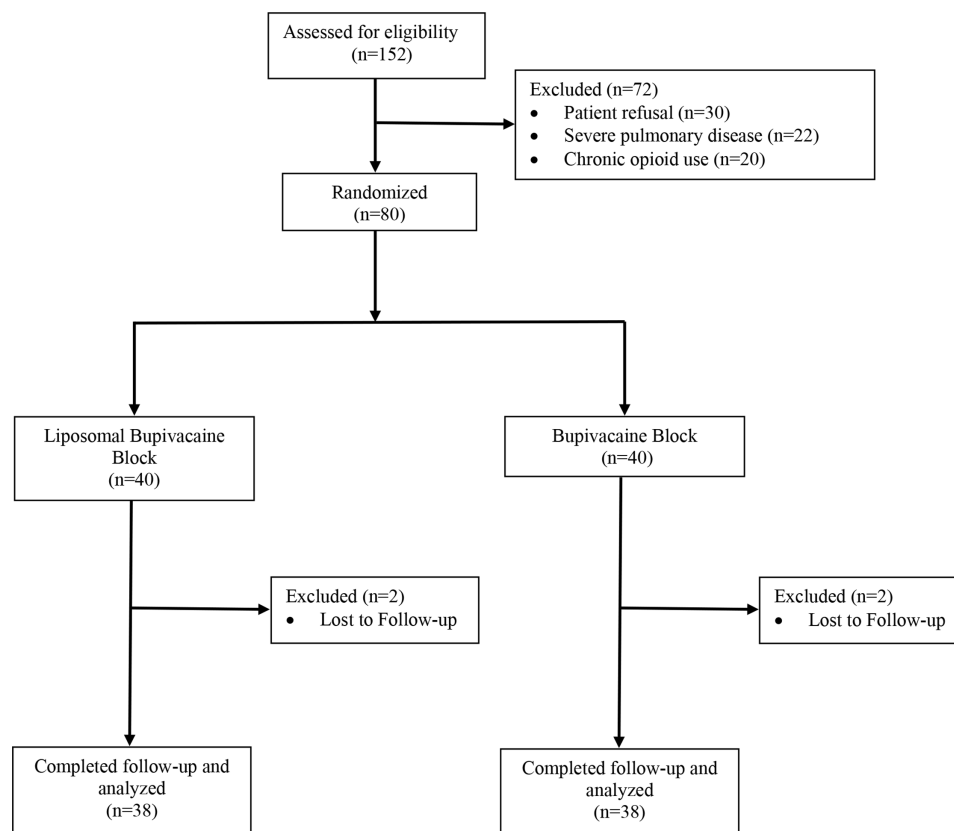 Assessed for eligibility
(n=152)
Excluded (n=72)
• Patient refusal (n=30)
• Severe pulmonary disease (n=22)
• Chronic opioid use (n=20)
Randomized
(n=80)
Liposomal Bupivacaine
Block
(n=40)
Bupivacaine Block
(n=40)
Excluded (n=2)
• Lost to Follow-up
Excluded (n=2)
• Lost to Follow-up
Completed follow-up and
analyzed
(n=38)
Completed follow-up and
analyzed
(n=38)